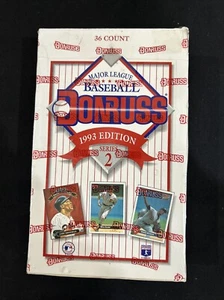 36 COUNT
MAJOR LEAGUE
BASEBALL
DONRUSS
1993 EDITION
SERIES
2